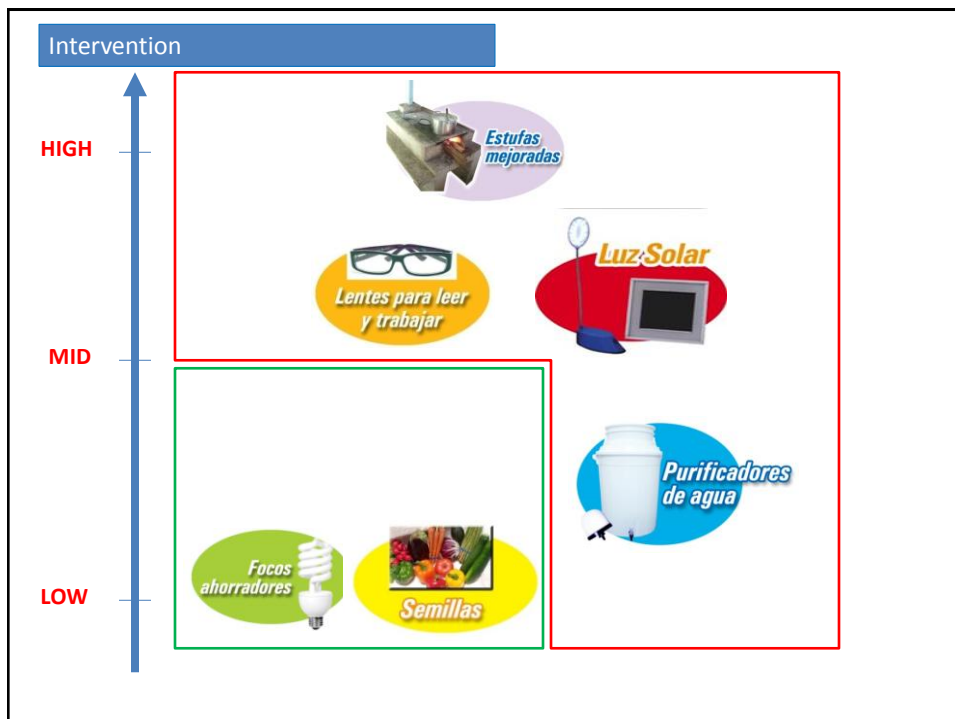 Intervention
HIGH
Estufas
mejoradas
Luz Solar
Lentes para leer
y trabajar
MID
Purificadores
de agua
Focos
ahorradores
Semillas
LOW